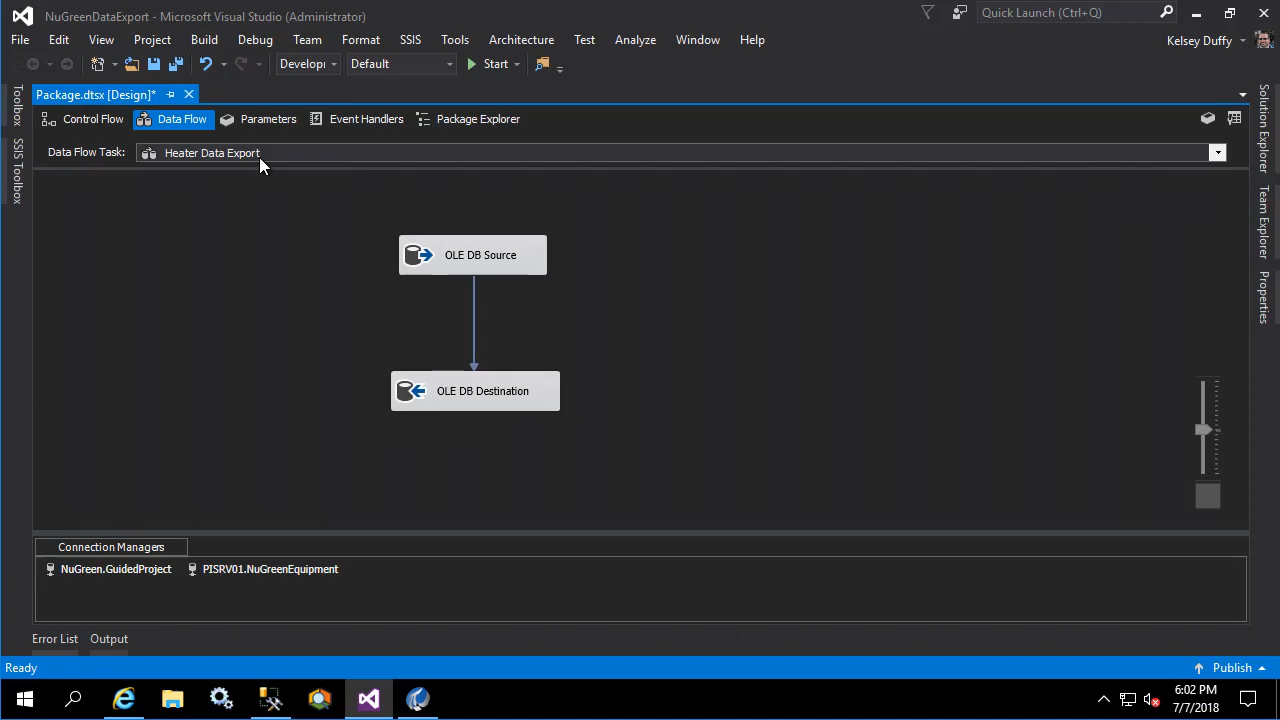 NuGreenDataExport - Microsoft Visual Studio (Administrator)
Quick Launch (Ctrl+Q)
File Edit View Project Build Debug Team Format SSIS Tools Architecture Test Analyze Window Help
Kelsey Duffy
Developi Default Start
Package.dtsx [Design]*
Control Flow Data Flow Parameters Event Handlers Package Explorer
Data Flow Task: Heater Data Export
Toolbox
SSIS Toolbox
OLE DB Source
OLE DB Destination
Solution Explorer
Team Explorer
Properties
Connection Managers
NuGreen.GuidedProject PISRV01.NuGreenEquipment
Error List Output
Ready
Publish
6:02 PM
7/7/2018